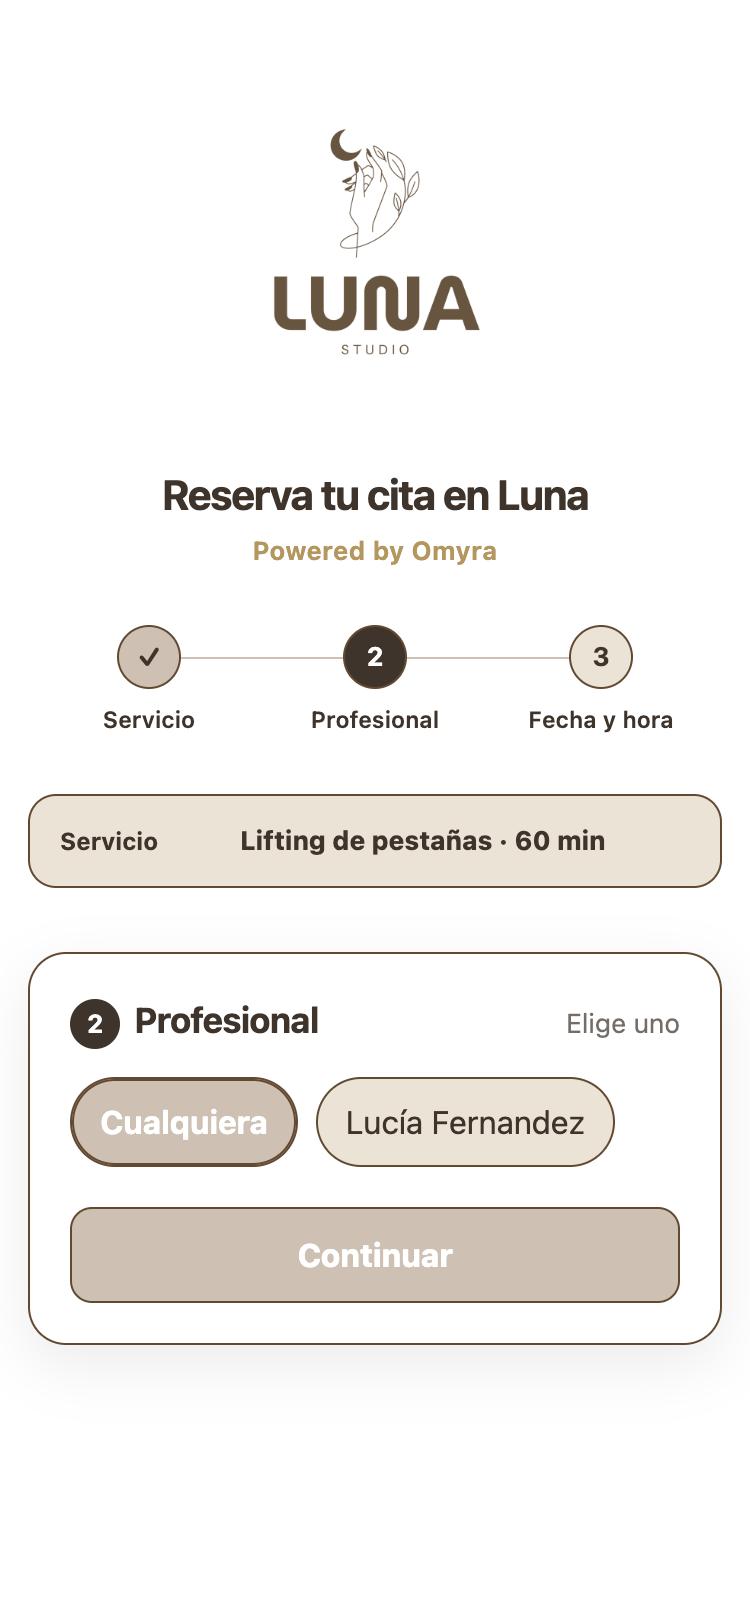 LUNA
STUDIO
Reserva tu cita en Luna
Powered by Omyra
2
3
Servicio
Profesional
Fecha y hora
Servicio
Lifting de pestañas · 60 min
2
Profesional
Elige uno
Cualquiera
Lucía Fernandez
Continuar